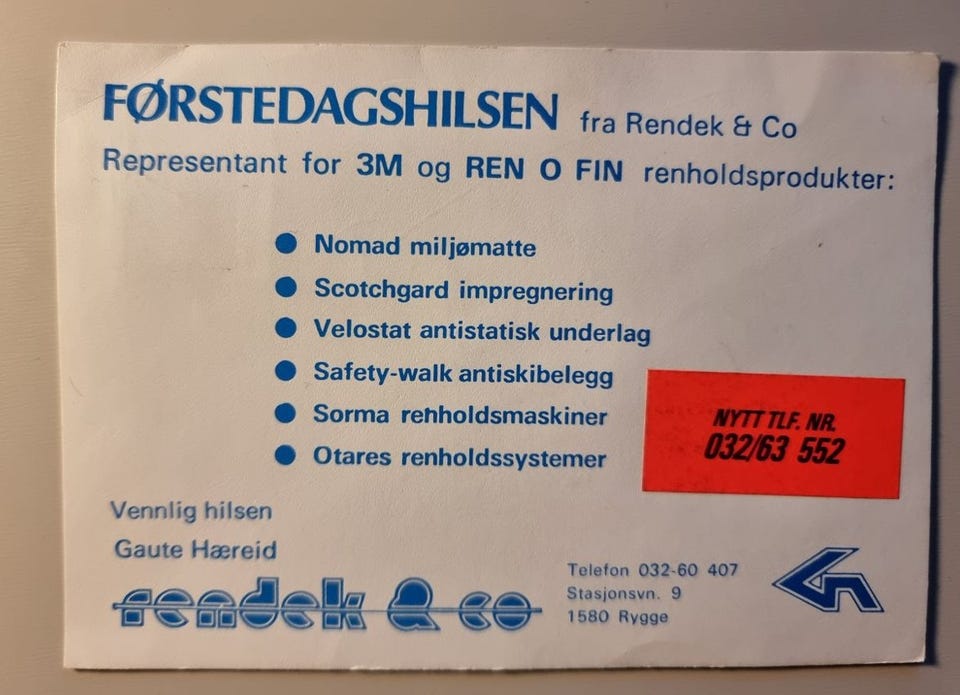 FØRSTEDAGSHILSEN fra Rendek & Co
Representant for 3M og REN O FIN renholdsprodukter:
● Nomad miljømatte
● Scotchgard impregnering
● Velostat antistatisk underlag
● Safety-walk antiskibelegg
● Sorma renholdsmaskiner
● Otares renholdssystemer
NYTT TLF. NR.
032/63 552
Vennlig hilsen
Gaute Hæreid
rendek & co
Telefon 032-60 407
Stasjonsvn. 9
1580 Rygge